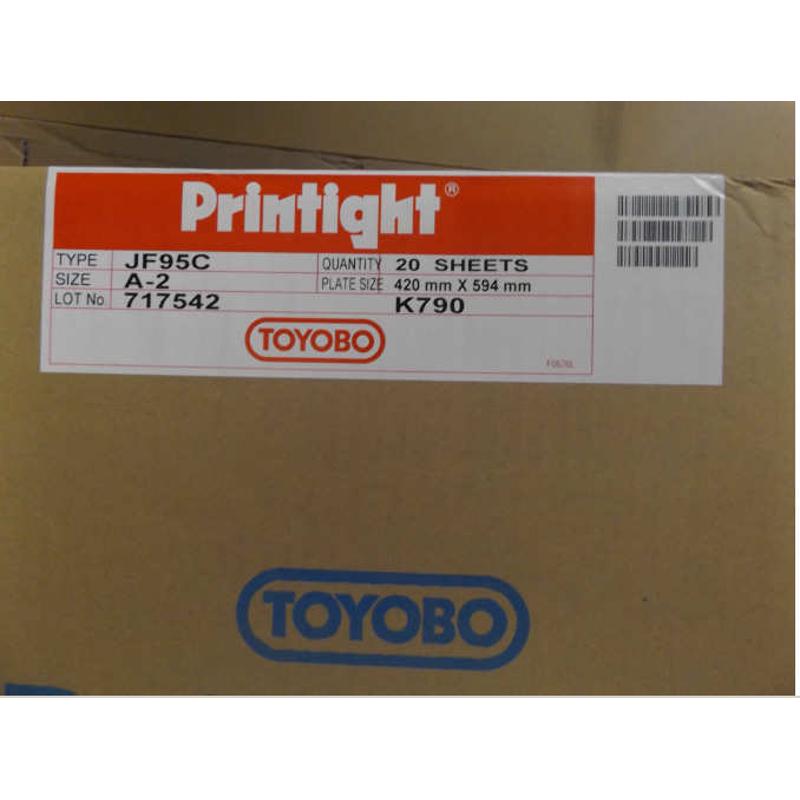 Printight®
TYPE JF95C QUANTITY 20 SHEETS
SIZE A-2 PLATE SIZE 420 mm X 594 mm
LOT No 717542 K790
TOYOBO
TOYOBO